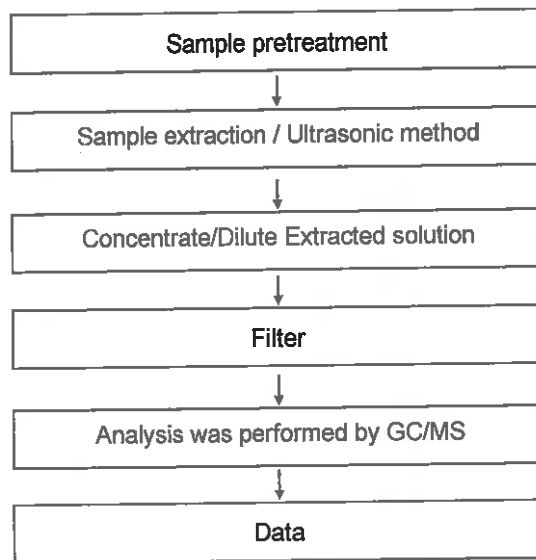 Sample pretreatment
Sample extraction / Ultrasonic method
Concentrate/Dilute Extracted solution
Filter
Analysis was performed by GC/MS
Data